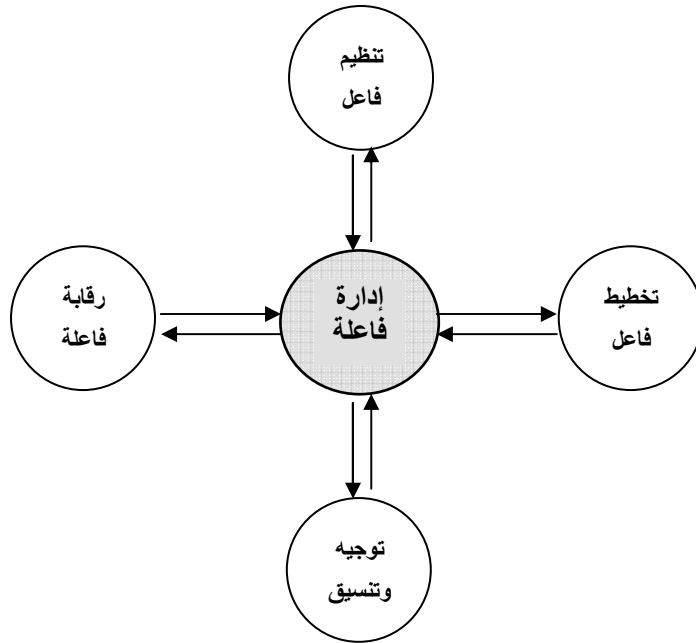 تنظيم
فاعل
رقابة
فاعلة
إدارة
فاعلة
تخطيط
فاعل
توجيه
وتنسيق